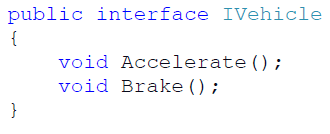 public interface IVehicle
{
    void Accelerate();
    void Brake();
}